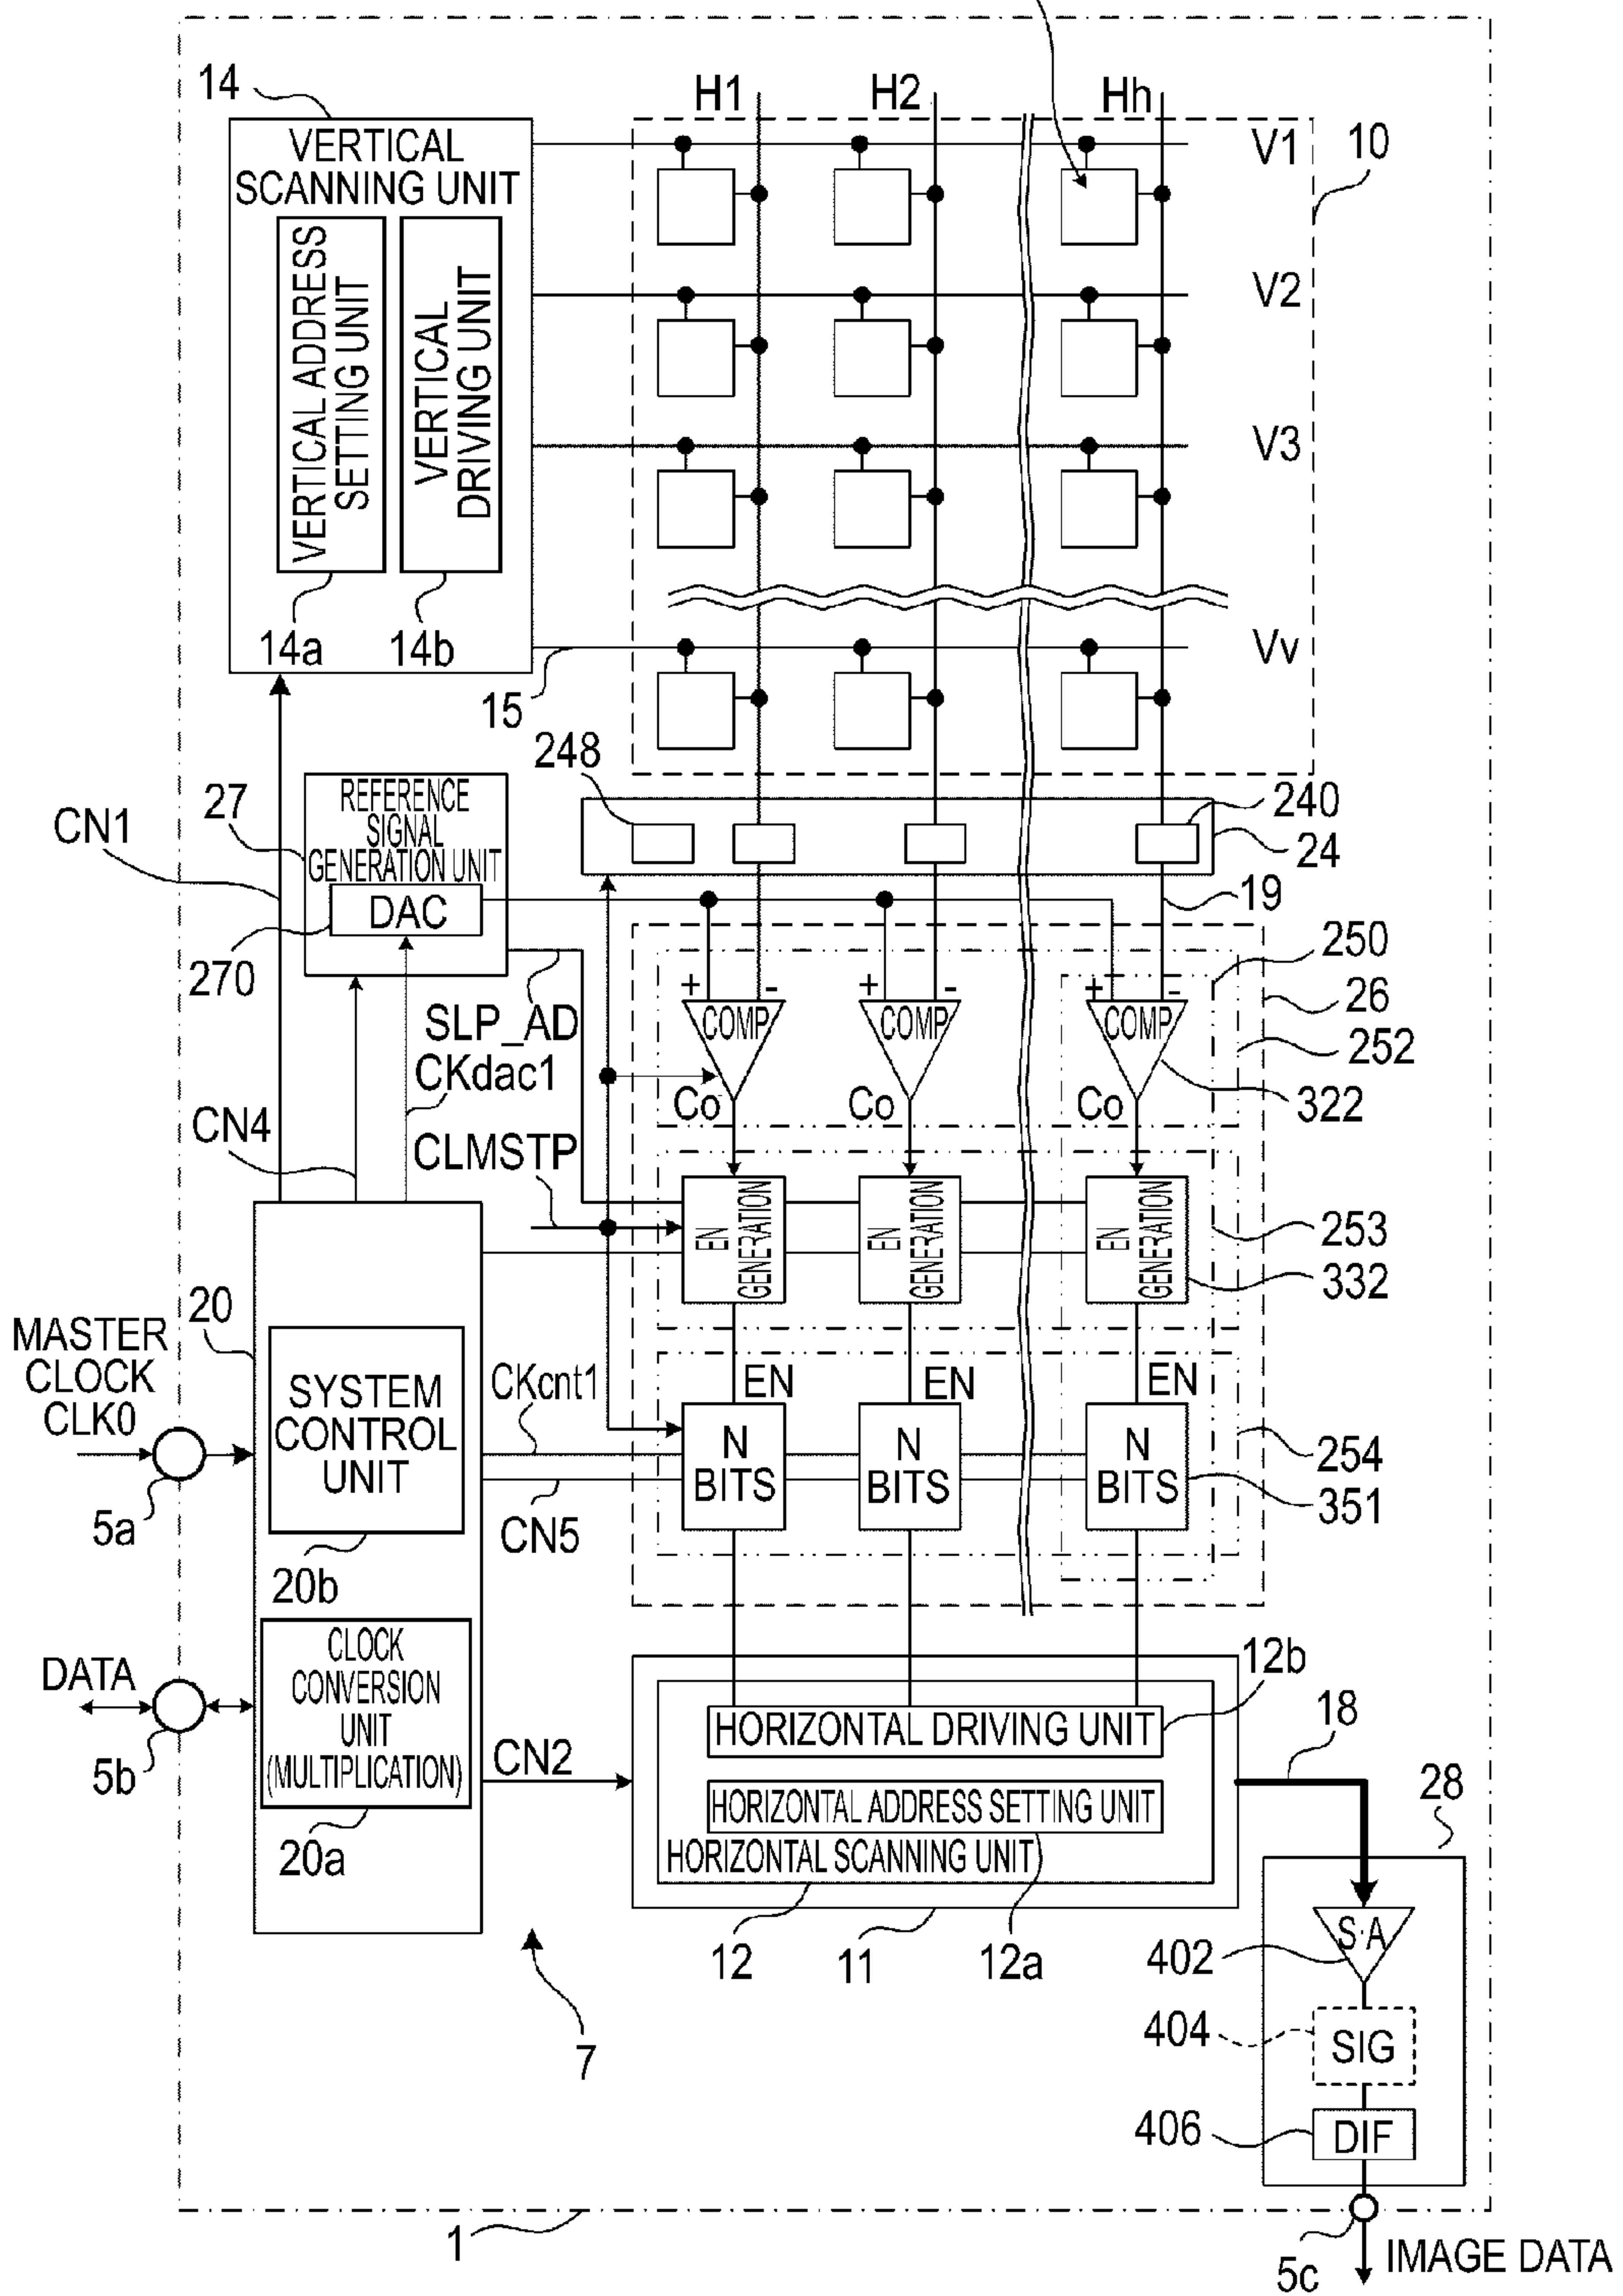 14
H1
H2
Hh
VERTICAL
SCANNING UNIT
VERTICAL ADDRESS
SETTING UNIT
VERTICAL
DRIVING UNIT
14a
14b
V1
10
V2
V3
Vv
15
248
240
24
27
REFERENCE
SIGNAL
GENERATION UNIT
DAC
CN1
270
19
250
26
252
+
-
COMP
+
-
COMP
+
-
COMP
322
SLP_AD
CKdac1
Co
Co
Co
CN4
CLMSTP
EN
GENERATION
EN
GENERATION
EN
GENERATION
253
332
20
MASTER
CLOCK
CLK0
SYSTEM
CONTROL
UNIT
CKcnt1
EN
EN
EN
N
BITS
N
BITS
N
BITS
254
351
5a
CN5
20b
DATA
5b
CLOCK
CONVERSION
UNIT
(MULTIPLICATION)
20a
CN2
12b
HORIZONTAL DRIVING UNIT
HORIZONTAL ADDRESS SETTING UNIT
HORIZONTAL SCANNING UNIT
18
28
12
11
12a
7
S·A
402
404
SIG
406
DIF
1
5c
IMAGE DATA